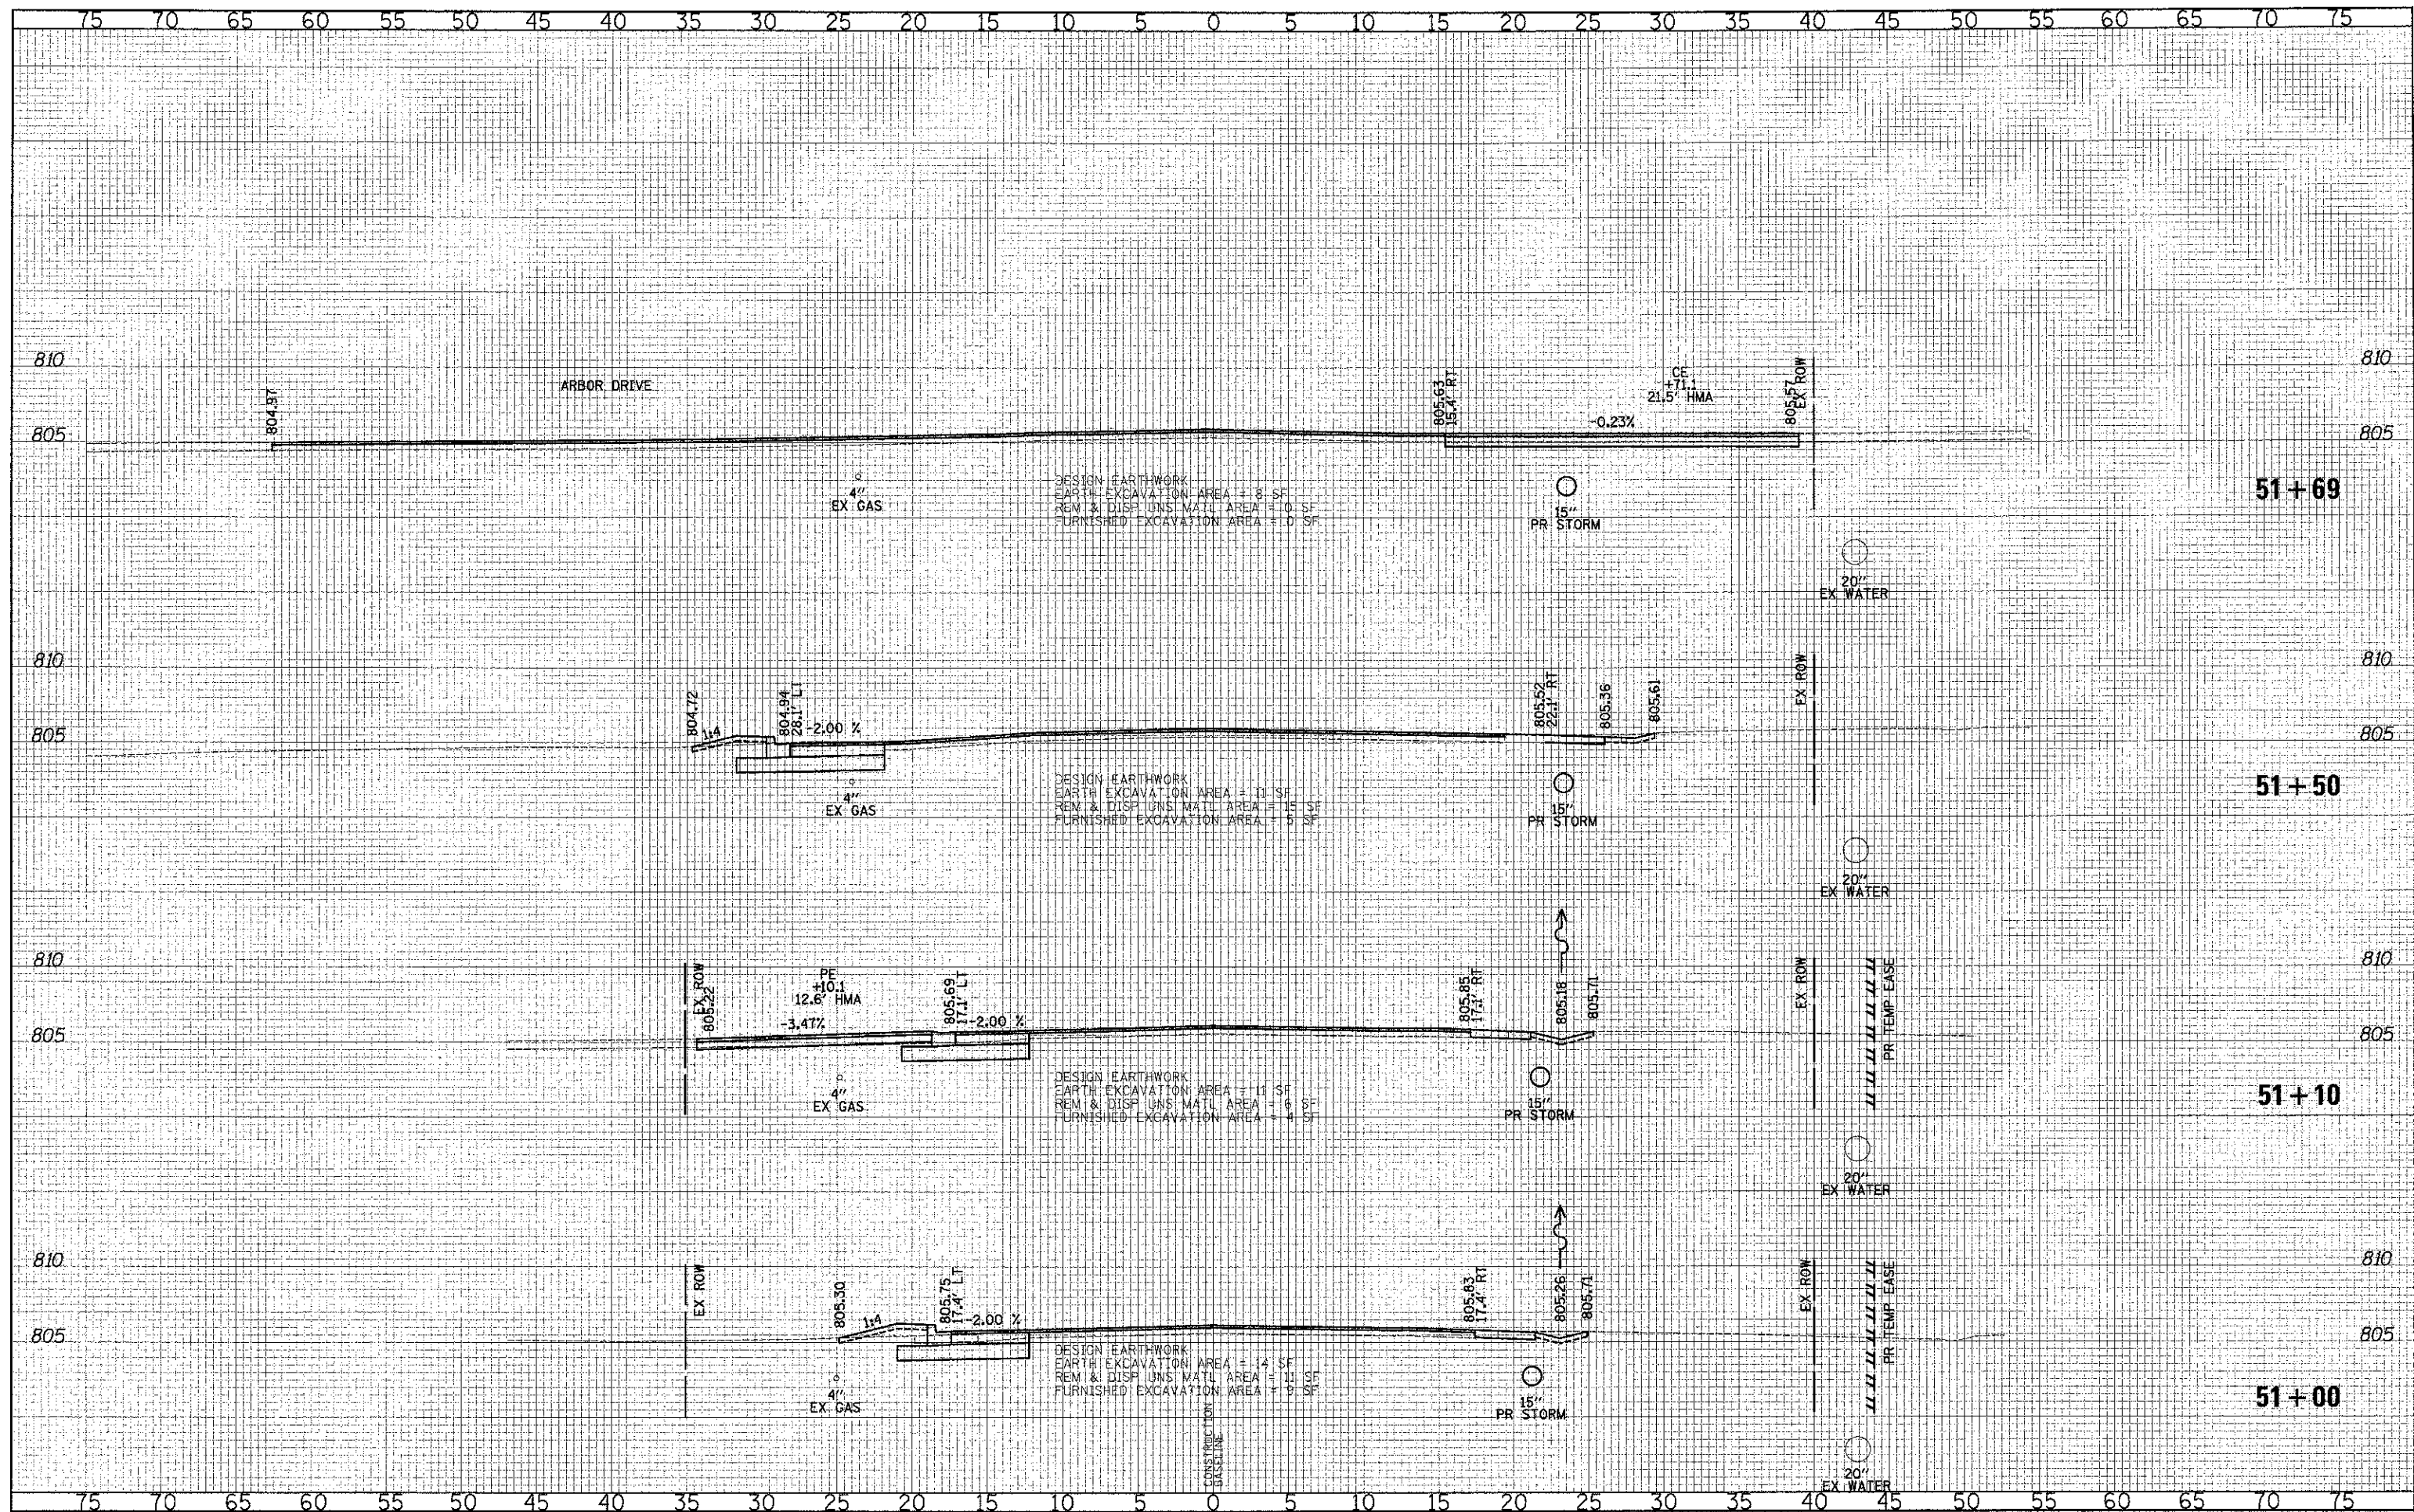 75 70 65 60 55 50 45 40 35 30 25 20 15 10 5 0 5 10 15 20 25 30 35 40 45 50 55 60 65 70 75
810
810
804.97
ARBOR DRIVE
805.63
15.4' RT
CE
+71.1
21.5' HMA
805.57
EX ROW
-0.23%
805
805
4"
EX GAS
DESIGN EARTHWORK
EARTH EXCAVATION AREA = 8 SF
REM & DISP UNS MATL AREA = 0 SF
FURNISHED EXCAVATION AREA = 0 SF
15"
PR STORM
51+69
20"
EX WATER
810
810
804.72
1:4
804.94
28.1' LT
-2.00 %
805.52
22.1' RT
805.36
805.61
EX ROW
805
805
4"
EX GAS
DESIGN EARTHWORK
EARTH EXCAVATION AREA = 11 SF
REM & DISP UNS MATL AREA = 15 SF
FURNISHED EXCAVATION AREA = 5 SF
15"
PR STORM
51+50
20"
EX WATER
810
810
EX ROW
805.22
PE
+10.1
12.6' HMA
-3.47%
805.69
17.1' LT
-2.00 %
805.85
17.1' RT
805.18
805.71
EX ROW
PR TEMP EASE
805
805
4"
EX GAS
DESIGN EARTHWORK
EARTH EXCAVATION AREA = 11 SF
REM & DISP UNS MATL AREA = 6 SF
FURNISHED EXCAVATION AREA = 4 SF
15"
PR STORM
51+10
20"
EX WATER
810
810
EX ROW
805.30
1:4
805.75
17.4' LT
-2.00 %
805.83
17.4' RT
805.26
805.71
EX ROW
PR TEMP EASE
805
805
4"
EX GAS
DESIGN EARTHWORK
EARTH EXCAVATION AREA = 14 SF
REM & DISP UNS MATL AREA = 11 SF
FURNISHED EXCAVATION AREA = 9 SF
15"
PR STORM
51+00
CONSTRUCTION
BASELINE
20"
EX WATER
75 70 65 60 55 50 45 40 35 30 25 20 15 10 5 0 5 10 15 20 25 30 35 40 45 50 55 60 65 70 75